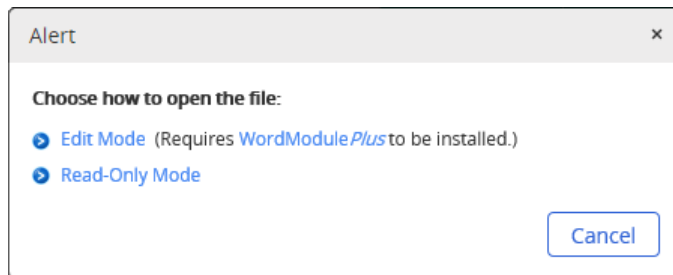 Alert ×
Choose how to open the file:
Edit Mode (Requires WordModulePlus to be installed.)
Read-Only Mode
Cancel